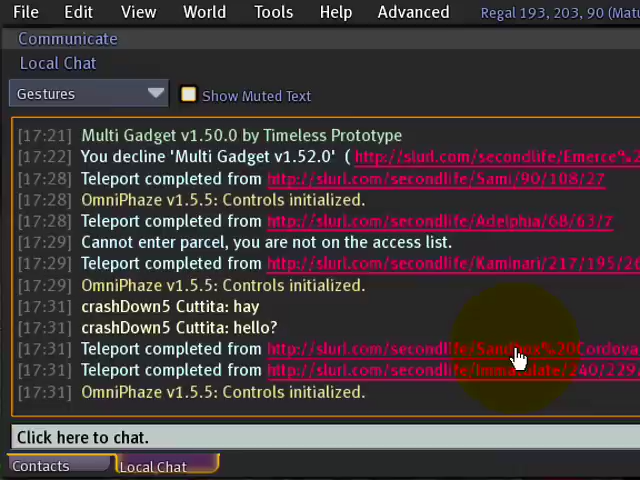 File Edit View World Tools Help Advanced Regal 193, 203, 90
Communicate
Local Chat
Gestures Show Muted Text
[17:21] Multi Gadget v1.50.0 by Timeless Prototype
[17:22] You decline 'Multi Gadget v1.52.0' ( http://slurl.com/secondlife/Emerce%2
[17:28] Teleport completed from http://slurl.com/secondlife/Sami/90/108/27
[17:28] OmniPhaze v1.5.5: Controls initialized.
[17:28] Teleport completed from http://slurl.com/secondlife/Adelphia/68/63/7
[17:29] Cannot enter parcel, you are not on the access list.
[17:29] Teleport completed from http://slurl.com/secondlife/Kaminari/217/195/26
[17:29] OmniPhaze v1.5.5: Controls initialized.
[17:31] crashDown5 Cuttita: hay
[17:31] crashDown5 Cuttita: hello?
[17:31] Teleport completed from http://slurl.com/secondlife/Sandbox%20Cordova
[17:31] Teleport completed from http://slurl.com/secondlife/Immaculate/240/229/
[17:31] OmniPhaze v1.5.5: Controls initialized.
Click here to chat.
Contacts Local Chat